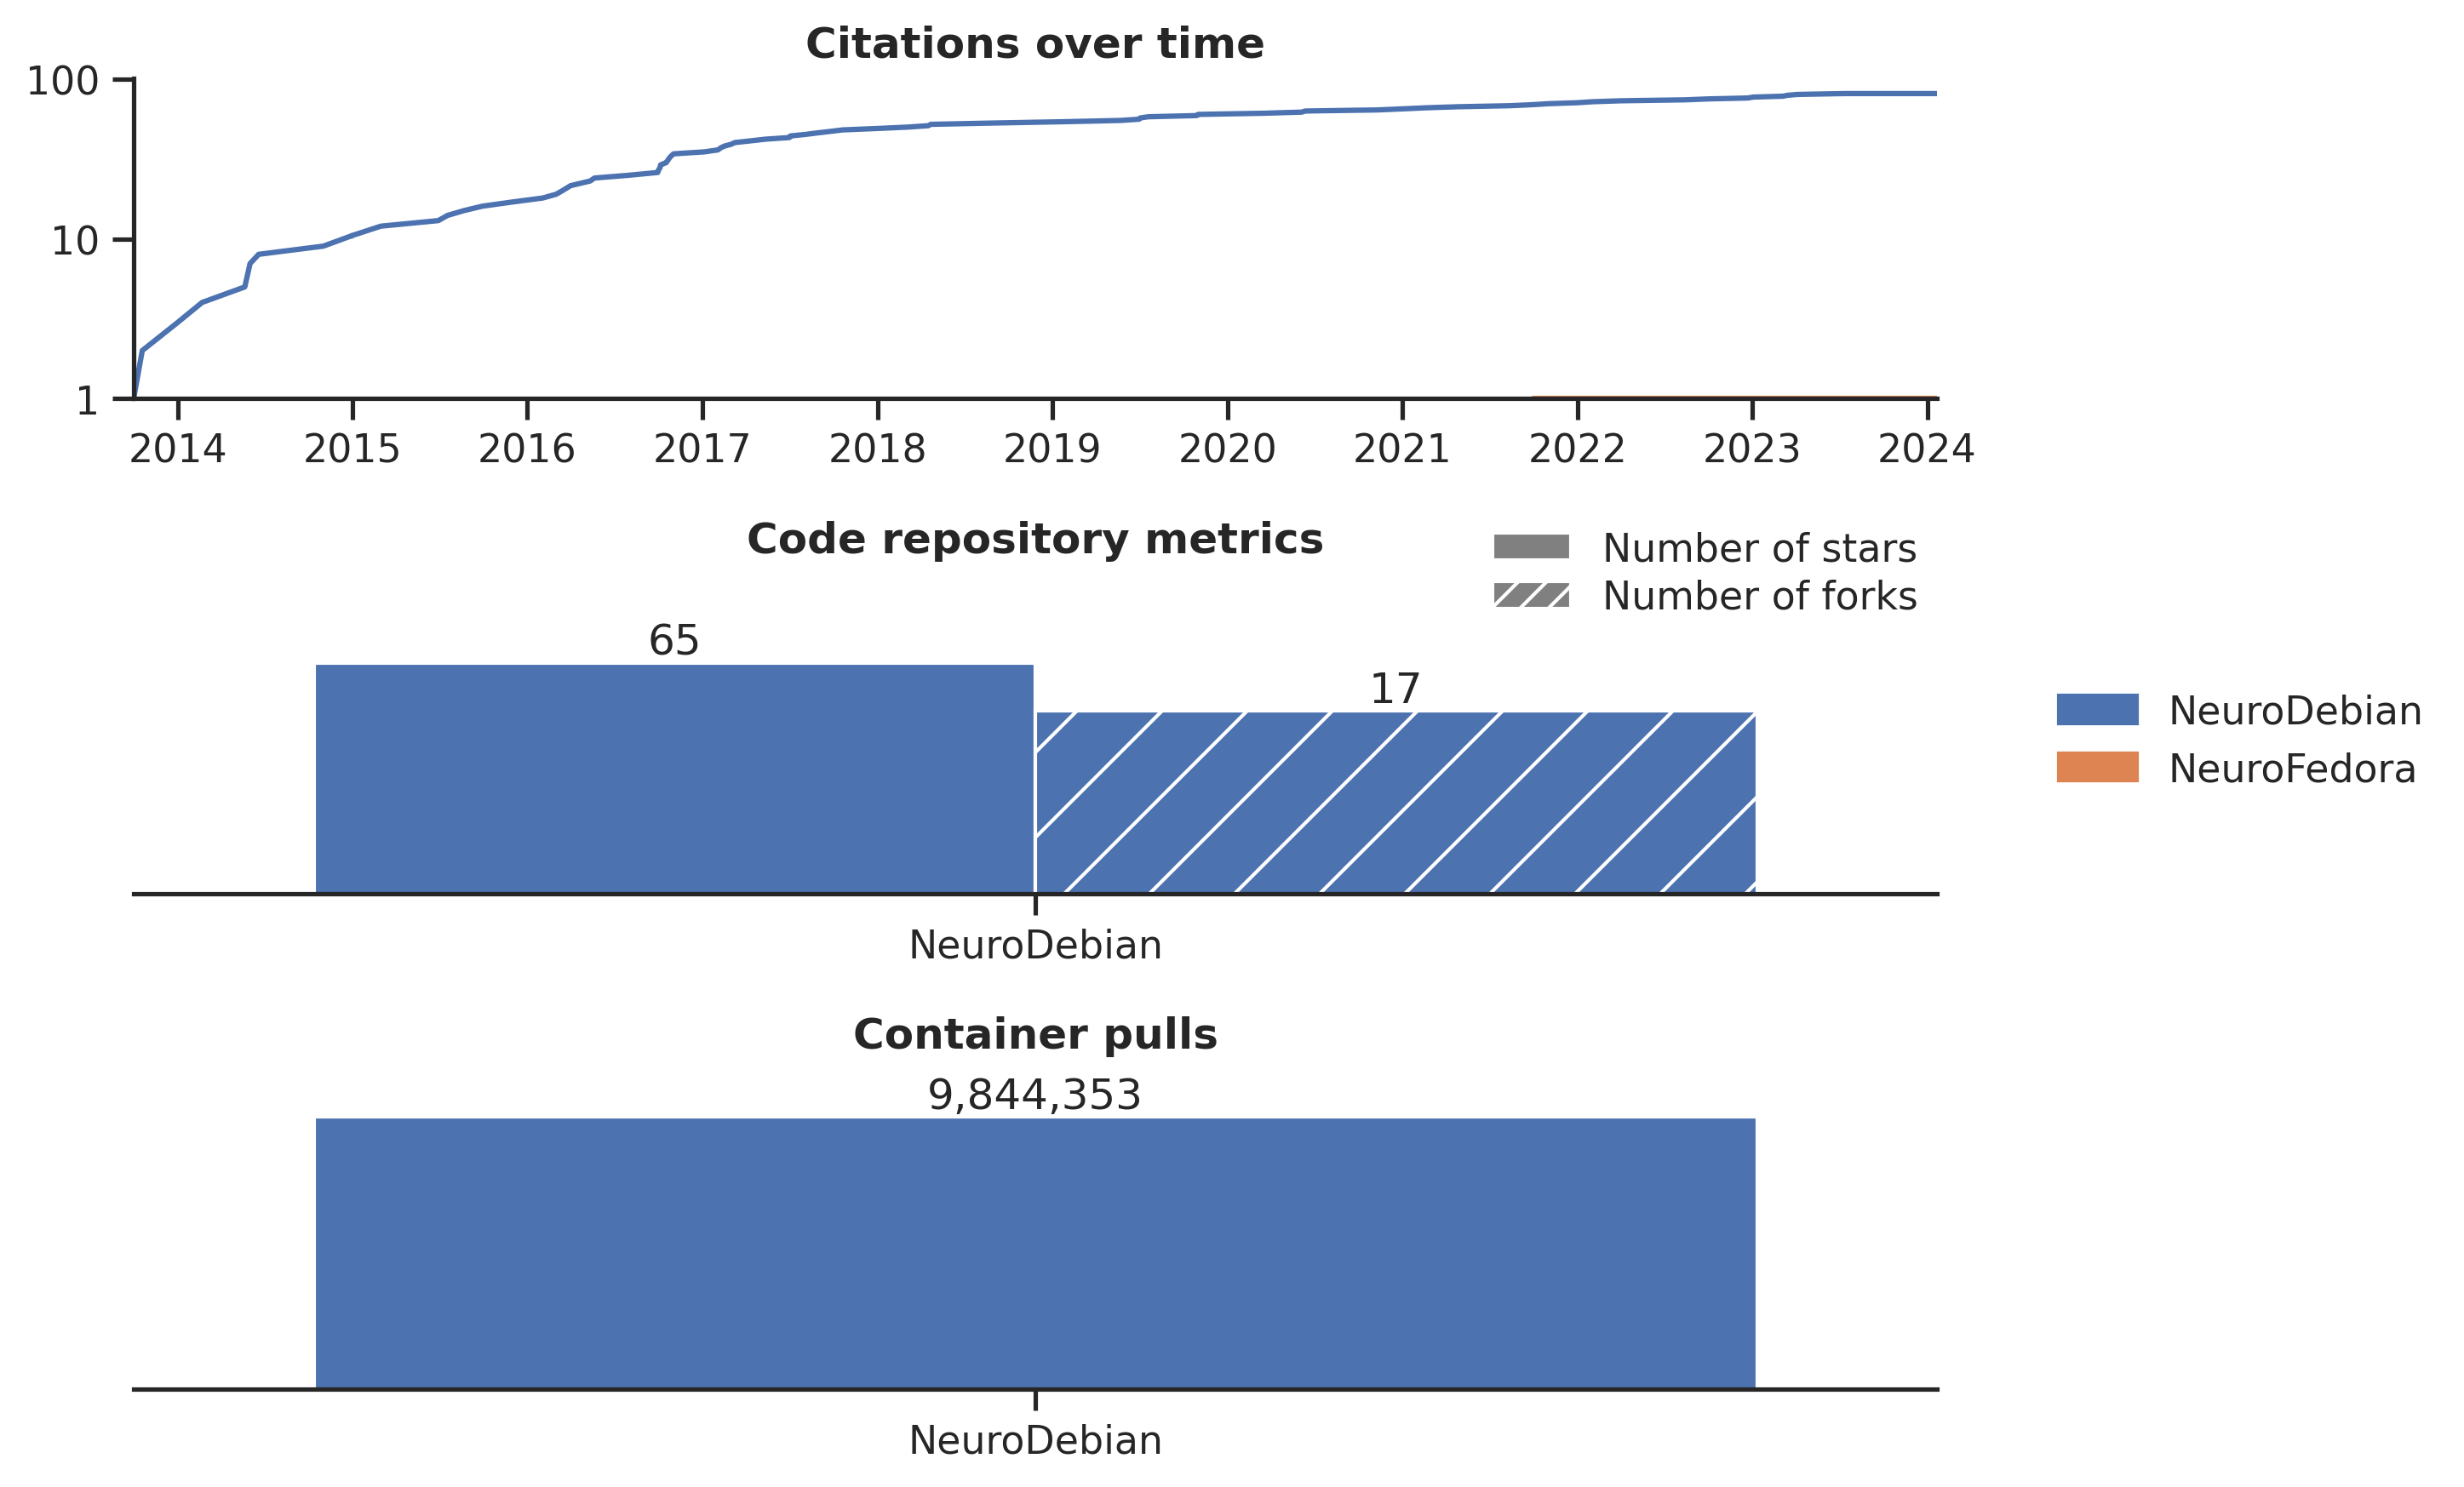 Citations over time
100
10
1
2014 2015 2016 2017 2018 2019 2020 2021 2022 2023 2024
Code repository metrics
Number of stars
Number of forks
65
17
NeuroDebian
NeuroDebian
NeuroFedora
Container pulls
9,844,353
NeuroDebian